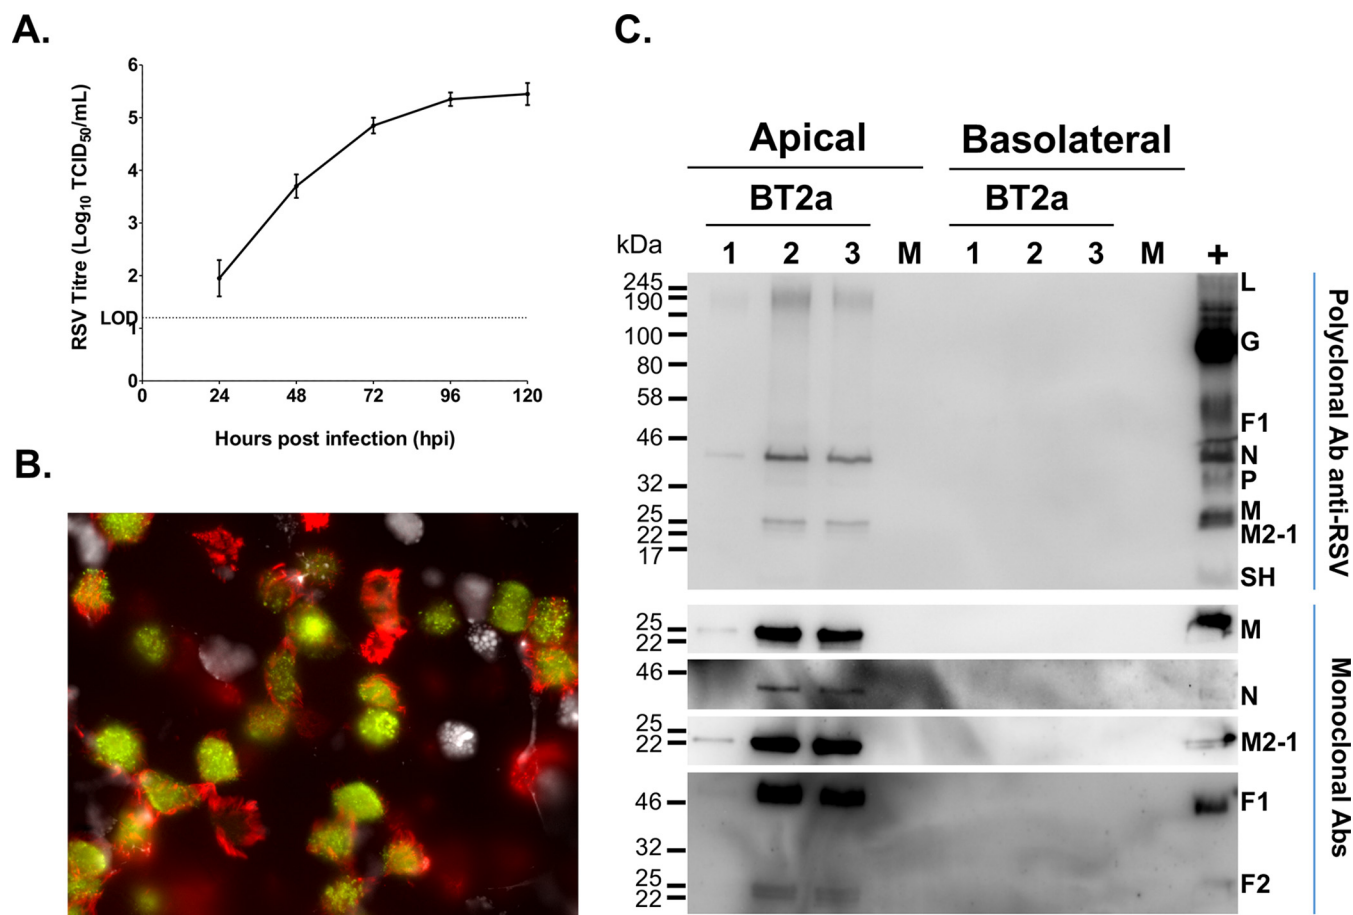 A.
RSV Titre (Log10 TCID50/mL)
6
5
4
3
2
LOD
1
0
0 24 48 72 96 120
Hours post infection (hpi)
B.
C.
Apical Basolateral
BT2a BT2a
kDa 1 2 3 M 1 2 3 M +
245
190
100
80
58
46
32
25
22
17
L
G
F1
N
P
M
M2-1
SH
Polyclonal Ab anti-RSV
25
22
M
46
N
25
22
M2-1
46
32
25
22
F1
F2
Monoclonal Abs